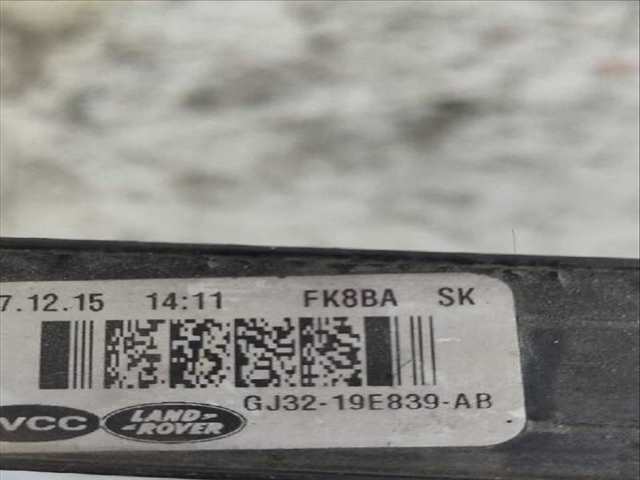 7.12.15 14:11 FK8BA SK
GJ32-19E839-AB
VCC LAND-
-ROVER